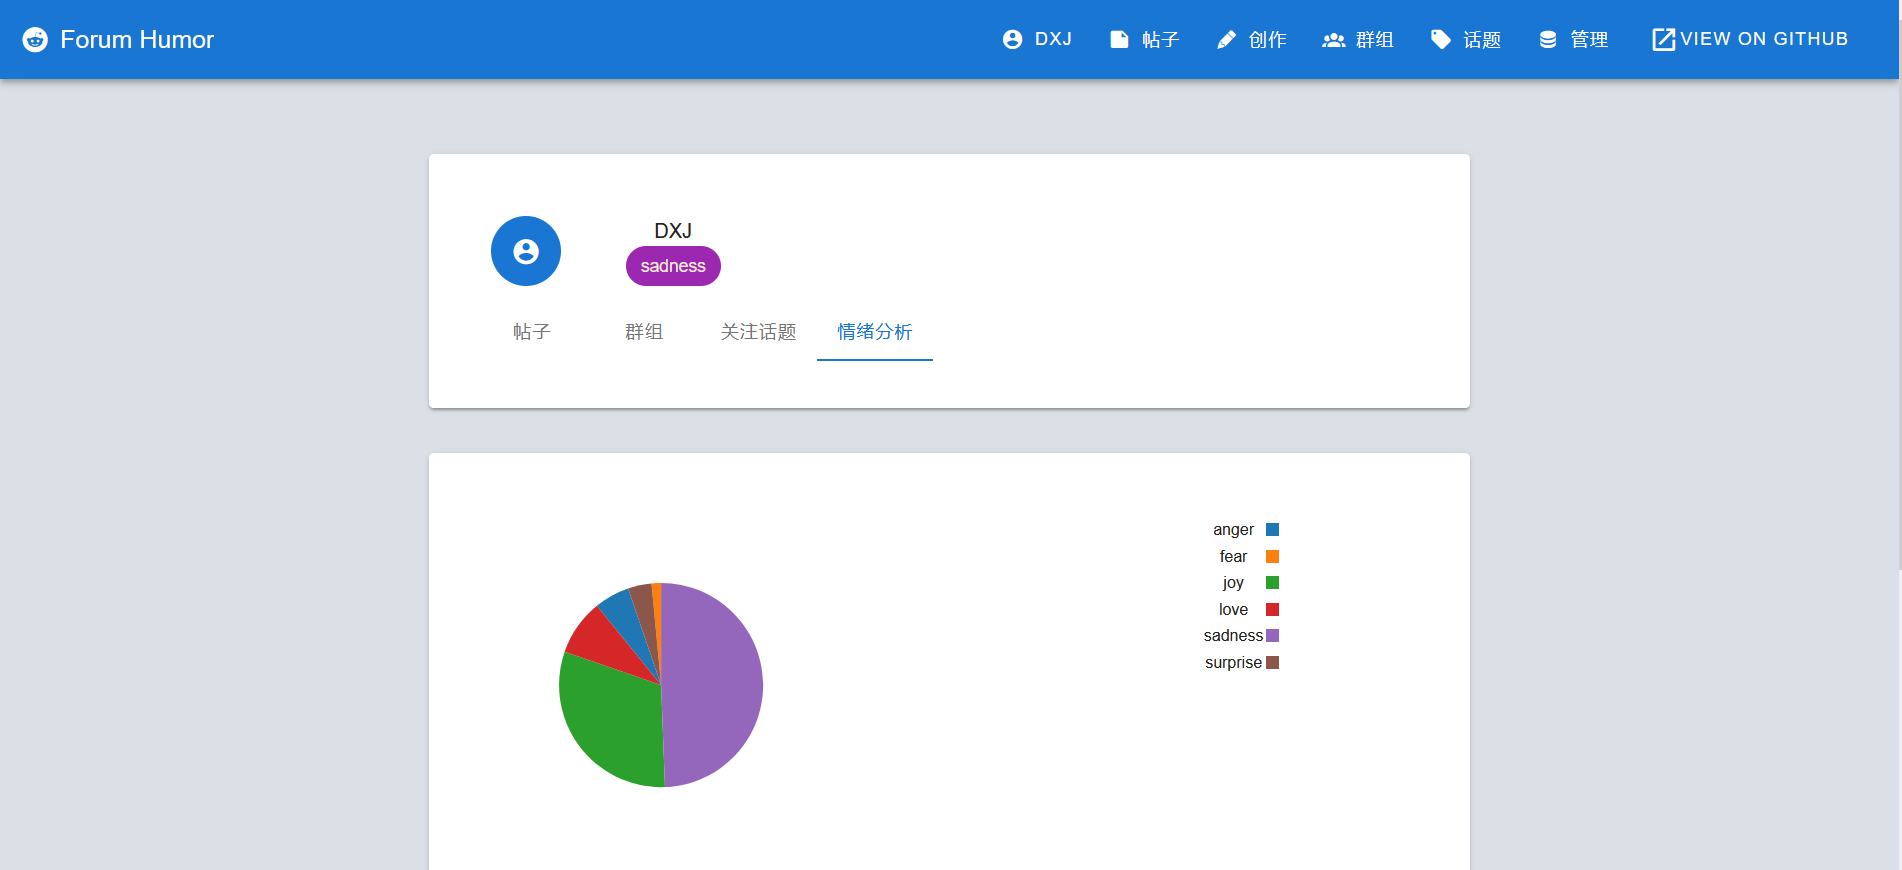 Forum Humor DXJ 帖子 创作 群组 话题 管理 VIEW ON GITHUB
DXJ
sadness
帖子 群组 关注话题 情绪分析
anger
fear
joy
love
sadness
surprise